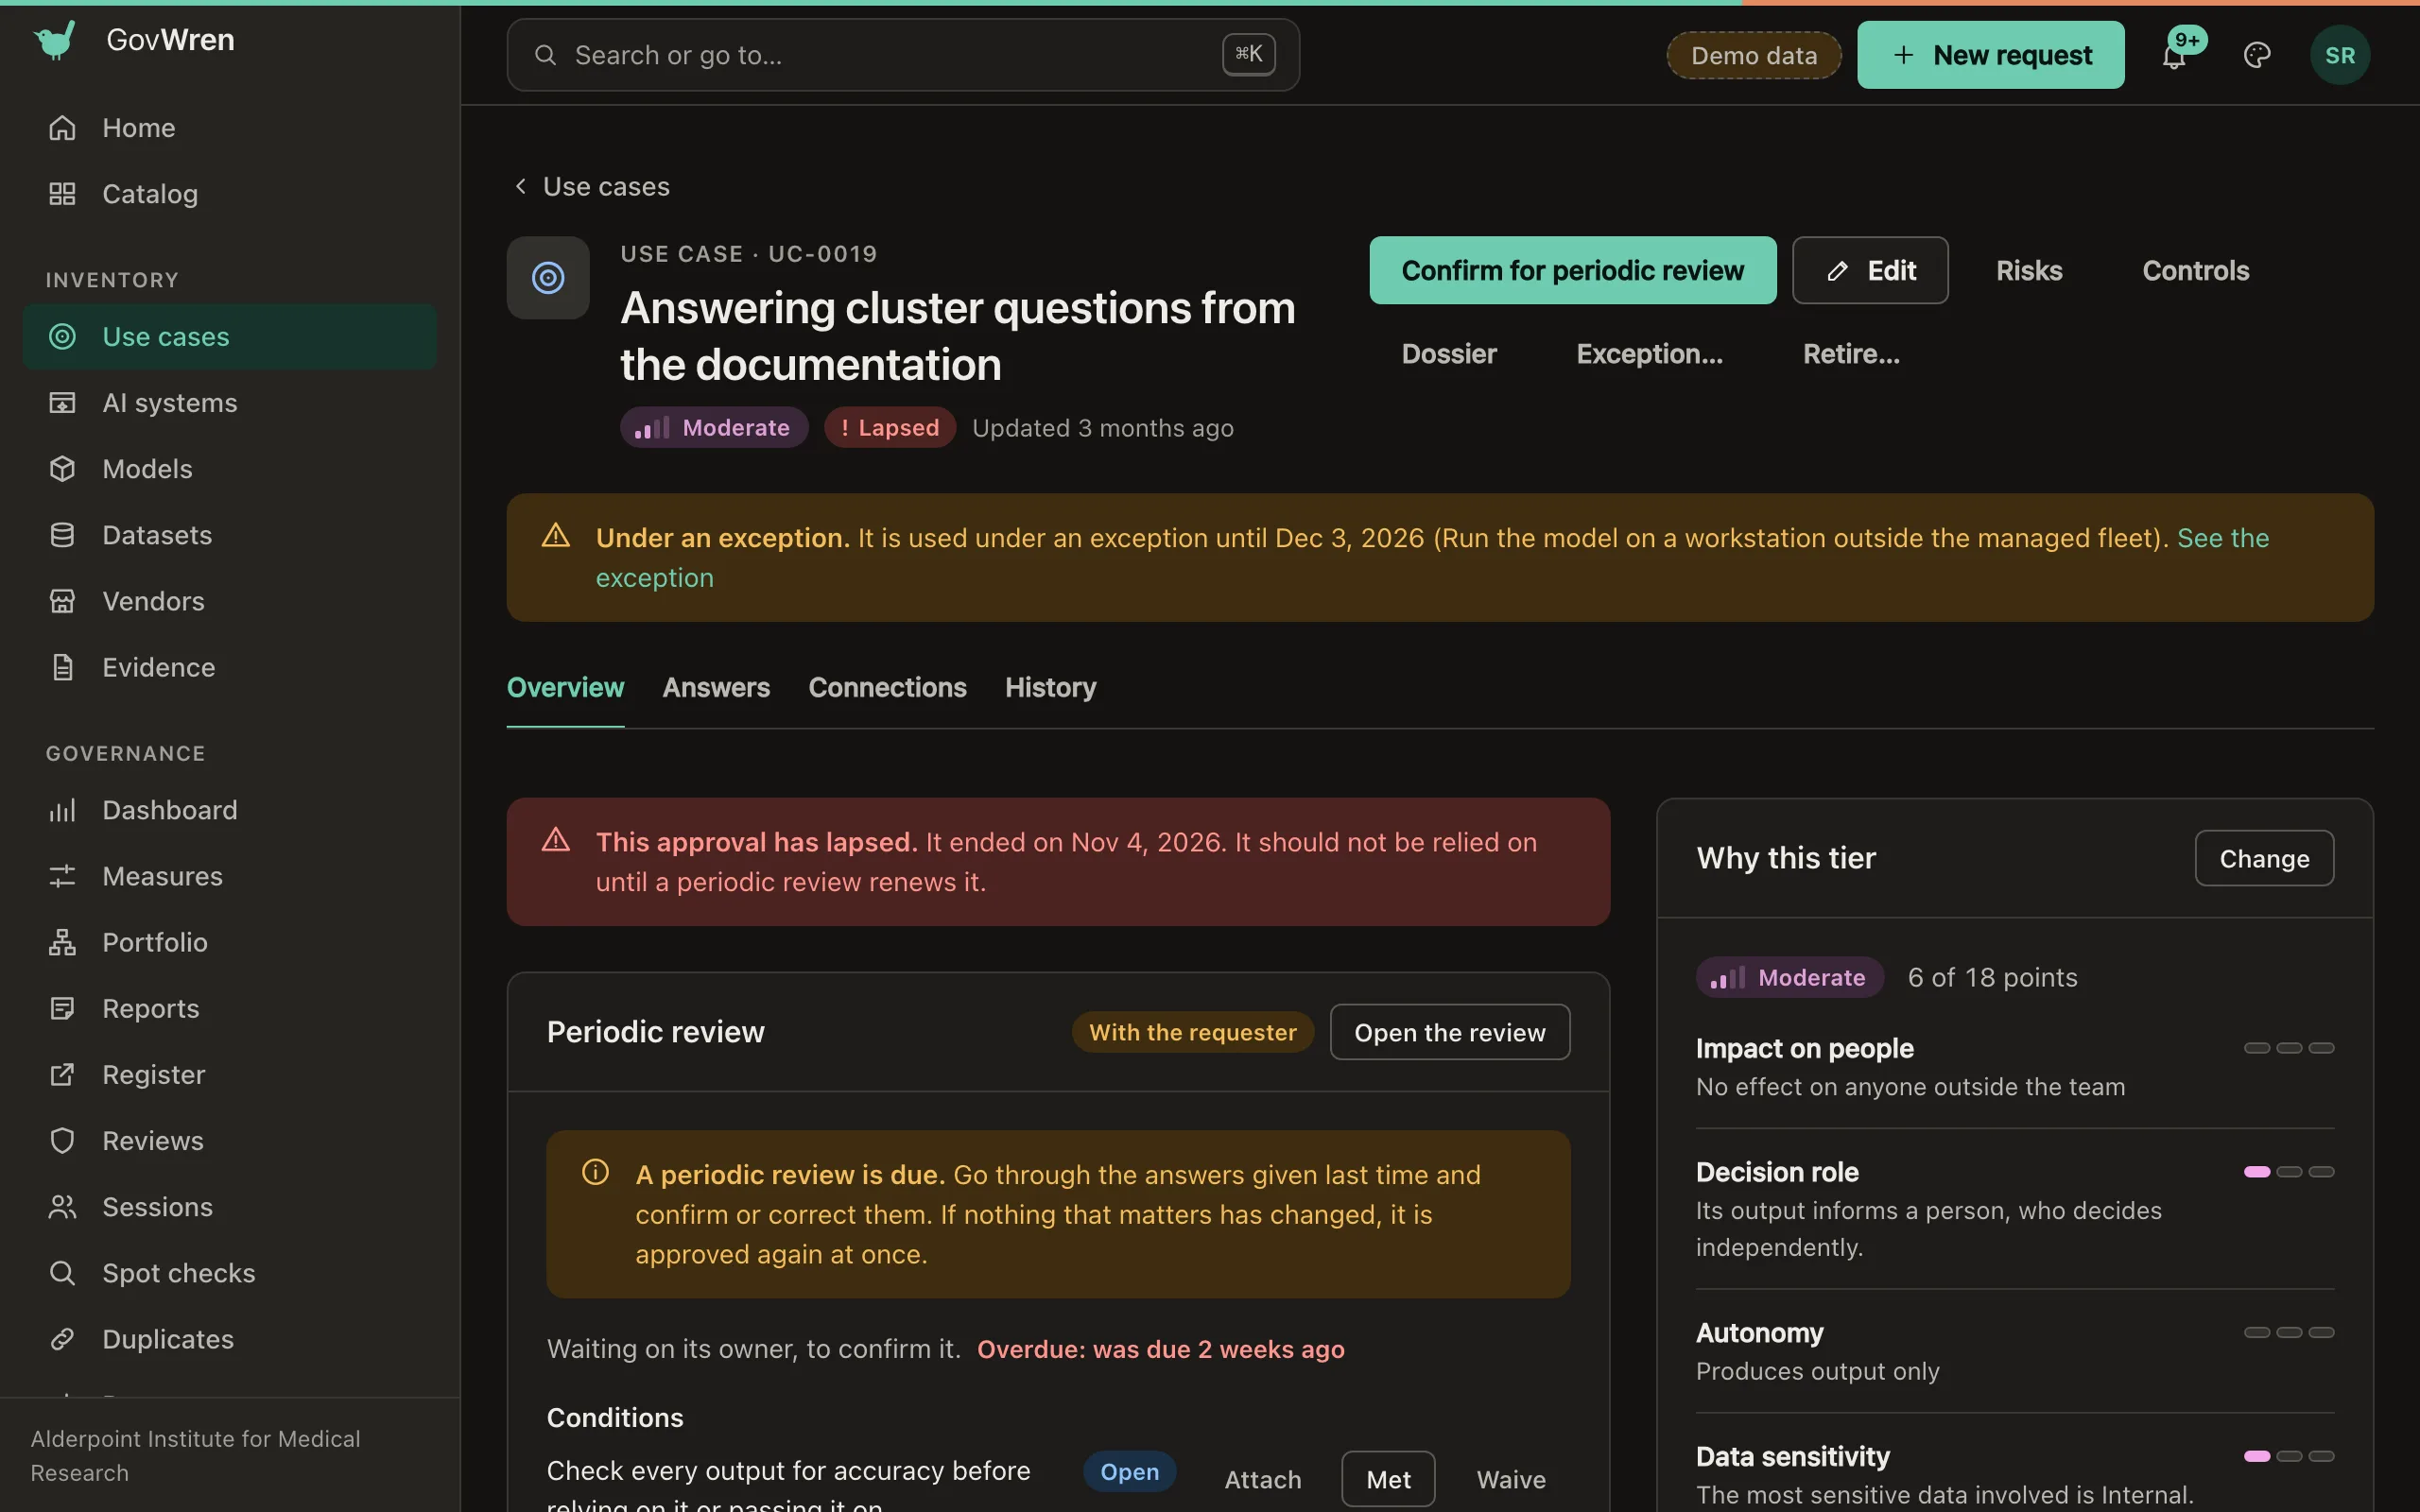 GovWren
Search or go to...
⌘K
Demo data
+ New request
9+
SR
Home
Catalog
INVENTORY
Use cases
AI systems
Models
Datasets
Vendors
Evidence
GOVERNANCE
Dashboard
Measures
Portfolio
Reports
Register
Reviews
Sessions
Spot checks
Duplicates
Alderpoint Institute for Medical
Research
Use cases
USE CASE · UC-0019
Answering cluster questions from
the documentation
Moderate
! Lapsed
Updated 3 months ago
Confirm for periodic review
Edit
Risks
Controls
Dossier
Exception...
Retire...
Under an exception. It is used under an exception until Dec 3, 2026 (Run the model on a workstation outside the managed fleet). See the
exception
Overview
Answers
Connections
History
This approval has lapsed. It ended on Nov 4, 2026. It should not be relied on
until a periodic review renews it.
Periodic review
With the requester
Open the review
A periodic review is due. Go through the answers given last time and
confirm or correct them. If nothing that matters has changed, it is
approved again at once.
Waiting on its owner, to confirm it. Overdue: was due 2 weeks ago
Conditions
Check every output for accuracy before
relying on it or passing it on
Open
Attach
Met
Waive
Why this tier
Change
Moderate
6 of 18 points
Impact on people
No effect on anyone outside the team
Decision role
Its output informs a person, who decides
independently.
Autonomy
Produces output only
Data sensitivity
The most sensitive data involved is Internal.